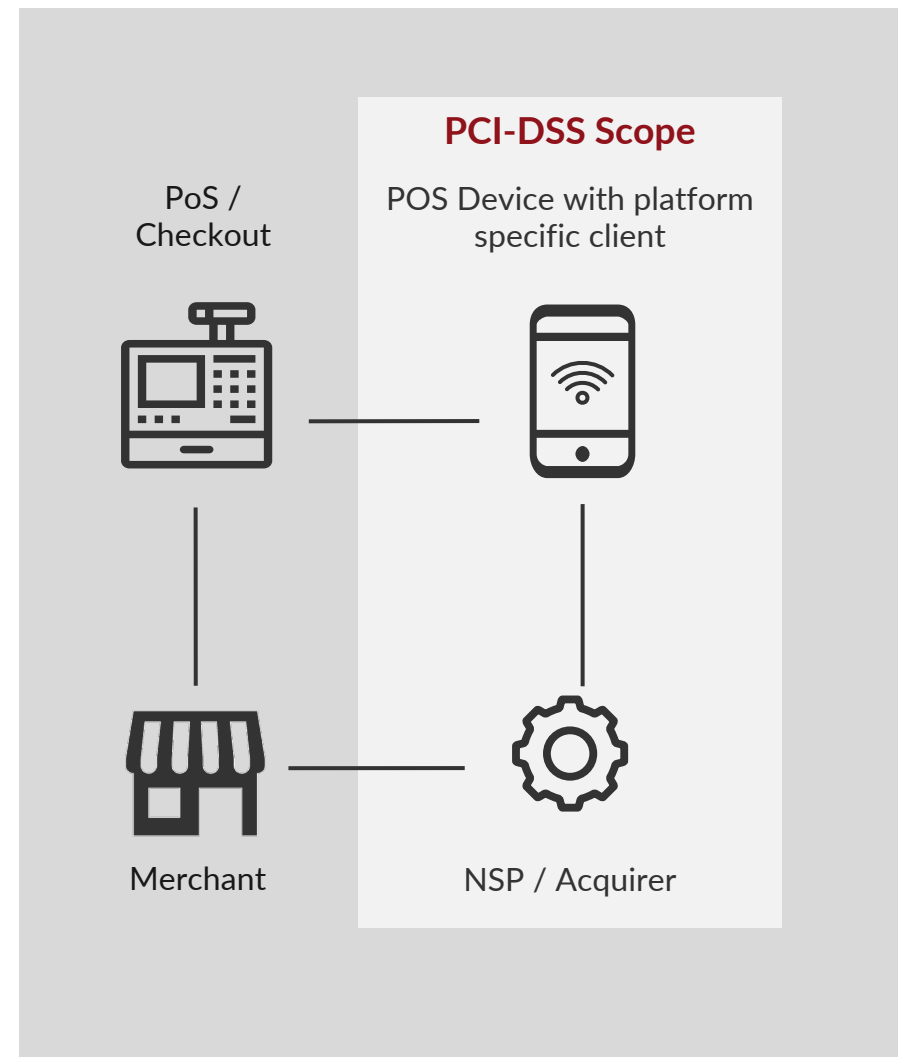 PCI-DSS Scope
PoS /
Checkout
POS Device with platform
specific client
Merchant
NSP / Acquirer